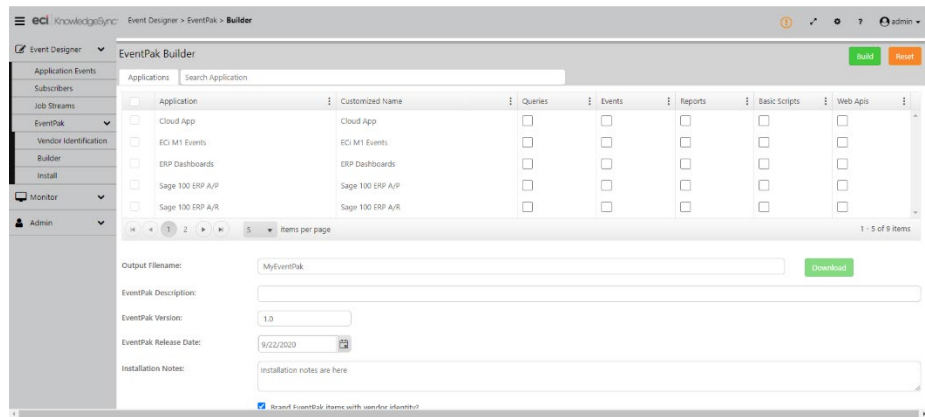 eci KnowledgeSync Event Designer > EventPak > Builder ? admin
Event Designer
Application Events
Subscribers
Job Streams
EventPak
Vendor Identification
Builder
Install
Monitor
Admin
EventPak Builder Build Reset
Applications Search Application
Application Customized Name Queries Events Reports Basic Scripts Web Apis
Cloud App Cloud App
ECi M1 Events ECi M1 Events
ERP Dashboards ERP Dashboards
Sage 100 ERP A/P Sage 100 ERP A/P
Sage 100 ERP A/R Sage 100 ERP A/R
1 2 5 items per page 1 - 5 of 9 items
Output Filename: MyEventPak Download
EventPak Description:
EventPak Version: 1.0
EventPak Release Date: 9/22/2020
Installation Notes: Installation notes are here
Brand EventPak items with vendor identity?